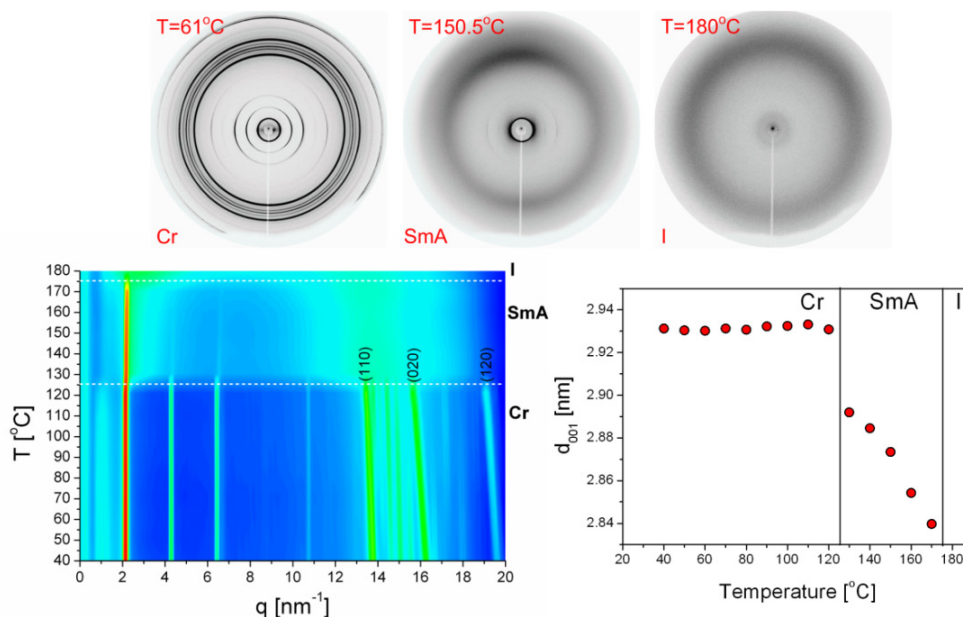 T=61°C
T=150.5°C
T=180°C
Cr
SmA
I
180
170
160
150
140
130
120
110
100
90
80
70
60
50
40
T [°C]
I
SmA
Cr
(110)
(020)
(120)
0 2 4 6 8 10 12 14 16 18 20
q [nm⁻¹]
Cr SmA I
2.94
2.92
2.90
2.88
2.86
2.84
d₀₀₁ [nm]
20 40 60 80 100 120 140 160 180
Temperature [°C]